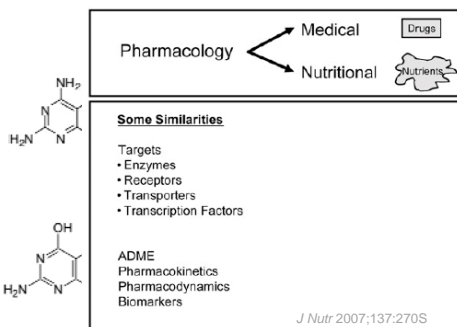 Pharmacology
Medical
Drugs
Nutritional
Nutrients
NH2
N
H2N
N
Some Similarities
Targets
• Enzymes
• Receptors
• Transporters
• Transcription Factors
OH
N
H2N
N
ADME
Pharmacokinetics
Pharmacodynamics
Biomarkers
J Nutr 2007;137:270S